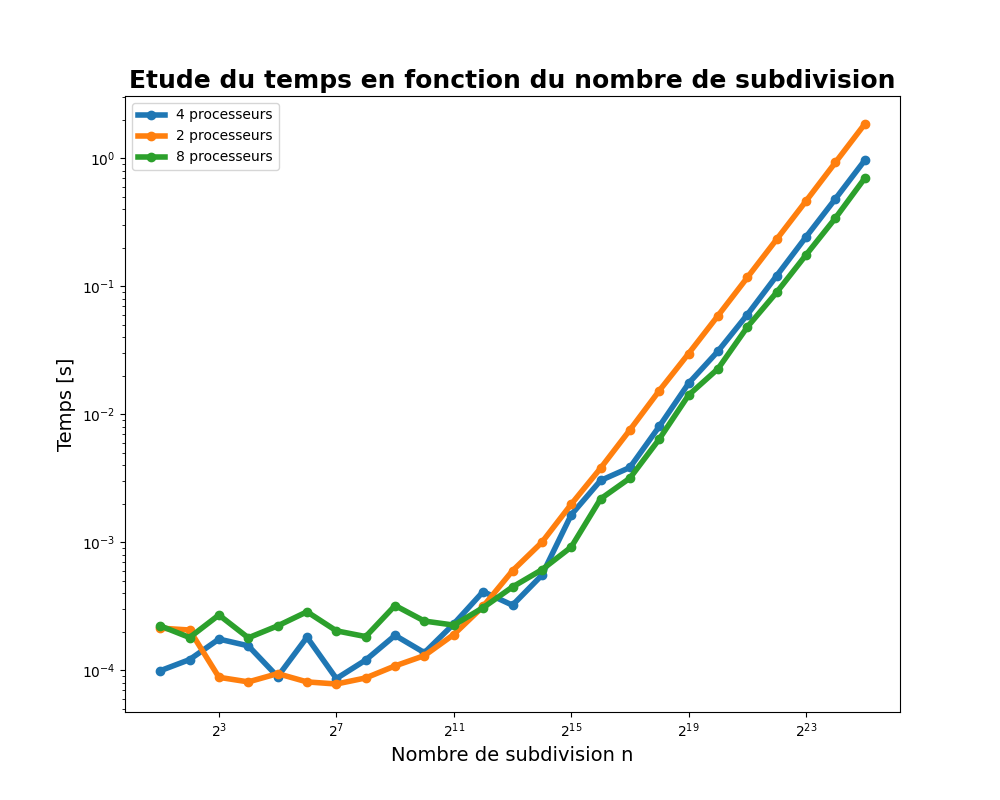 Etude du temps en fonction du nombre de subdivision
4 processeurs
2 processeurs
8 processeurs
10⁰
10⁻¹
10⁻²
10⁻³
10⁻⁴
Temps [s]
2³ 2⁷ 2¹¹ 2¹⁵ 2¹⁹ 2²³
Nombre de subdivision n